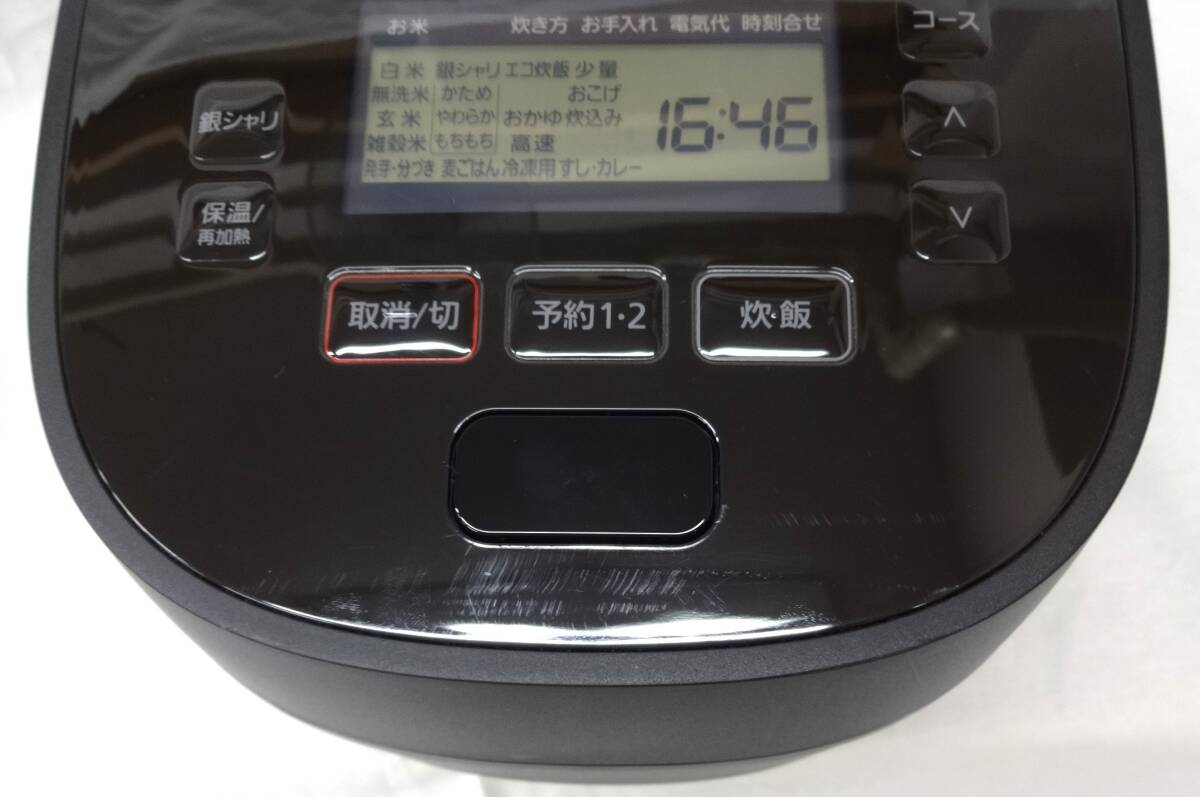 お米 炊き方 お手入れ 電気代 時刻合せ
コース
白米 銀シャリ エコ炊飯 少量
無洗米 かため おこげ
玄米 やわらか おかゆ 炊込み
雑穀米 もちもち 高速
発芽・分づき 麦ごはん 冷凍用 すし・カレー
16:46
銀シャリ
∧
保温/
再加熱
∨
取消/切
予約1・2
炊飯